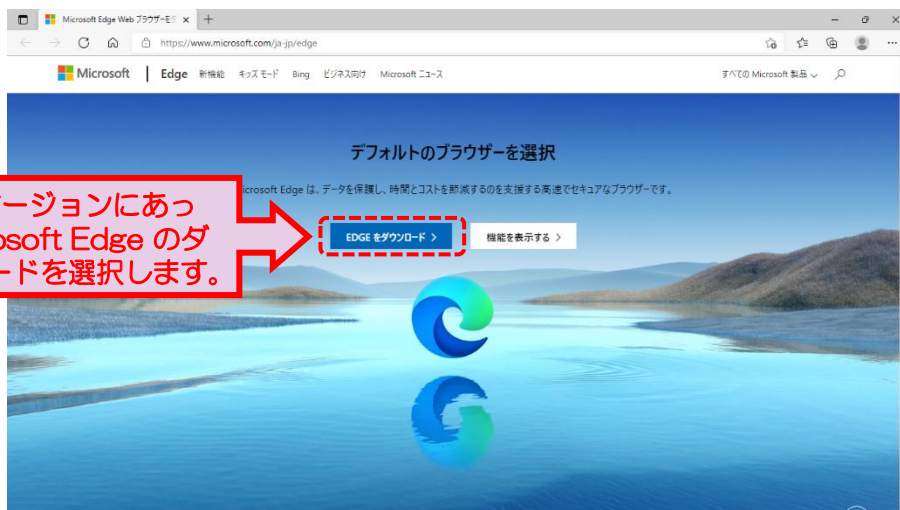 Microsoft Edge Web ブラウザーをダ
https://www.microsoft.com/ja-jp/edge
Microsoft | Edge 新機能 キッズ モード Bing ビジネス向け Microsoft ニュース すべての Microsoft 製品
デフォルトのブラウザーを選択
icrosoft Edge は、データを保護し、時間とコストを節減するのを支援する高速でセキュアなブラウザーです。
ージョンにあっ
osoft Edge のダ
ードを選択します。
EDGE をダウンロード > 機能を表示する >